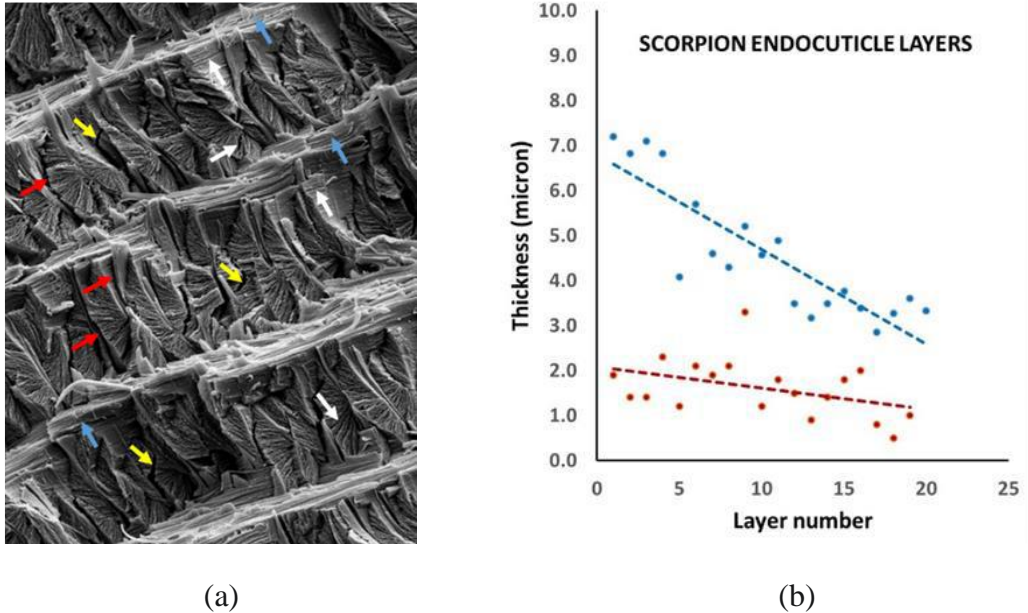 10.0
9.0
8.0
7.0
6.0
5.0
4.0
3.0
2.0
1.0
0.0
SCORPION ENDOCUTICLE LAYERS
Thickness (micron)
0 5 10 15 20 25
Layer number
(a) (b)